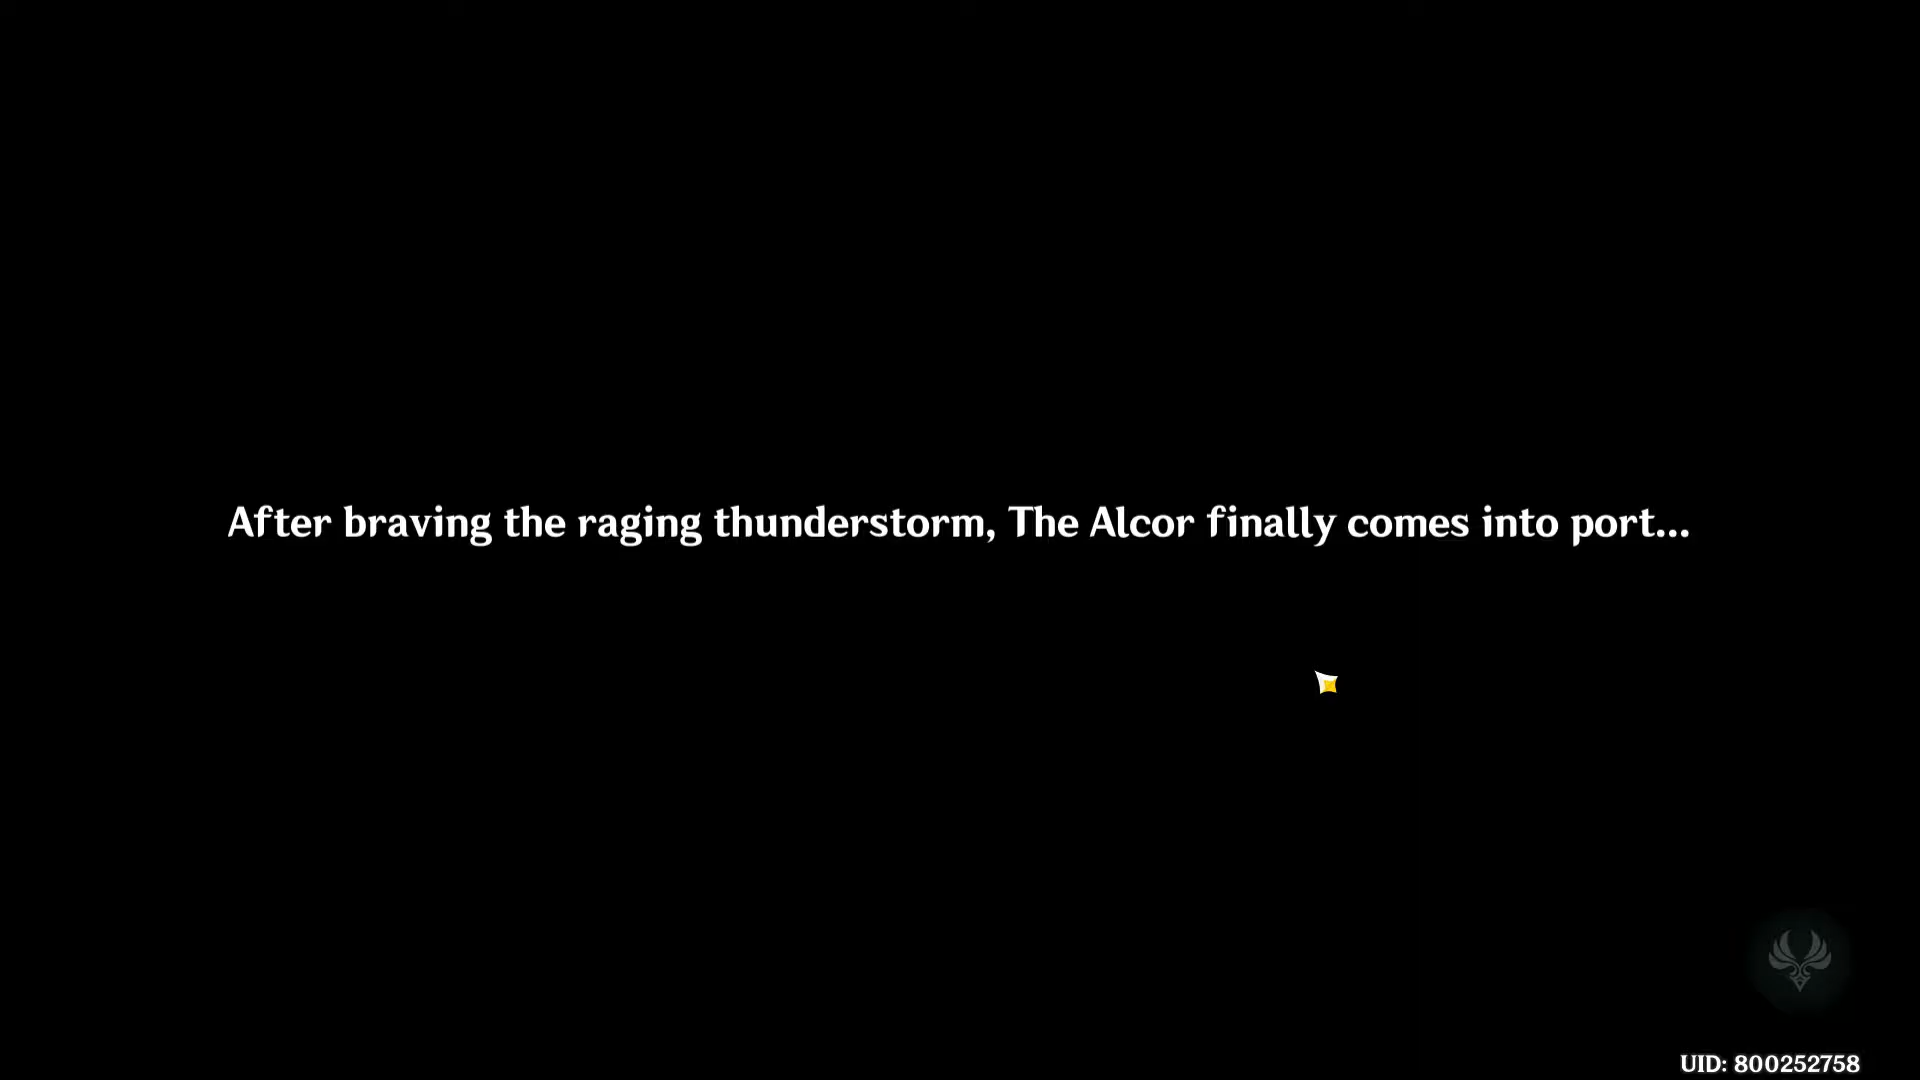 After braving the raging thunderstorm, The Alcor finally comes into port...
UID: 800252758